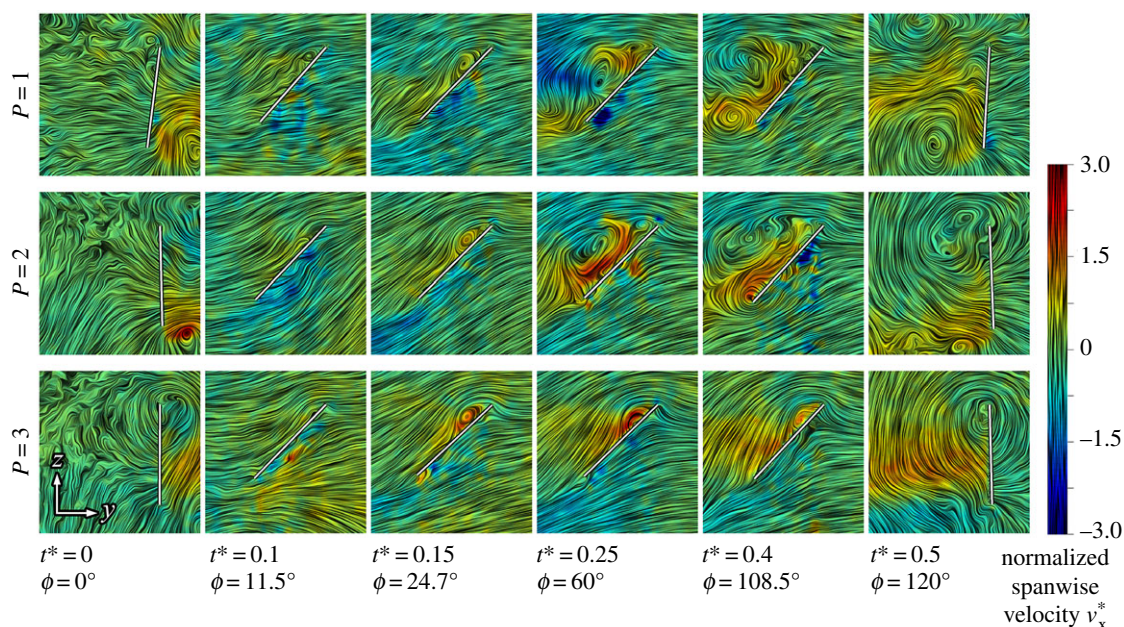 P = 1
P = 2
P = 3
z
y
t* = 0
ϕ = 0°
t* = 0.1
ϕ = 11.5°
t* = 0.15
ϕ = 24.7°
t* = 0.25
ϕ = 60°
t* = 0.4
ϕ = 108.5°
t* = 0.5
ϕ = 120°
3.0
1.5
0
–1.5
–3.0
normalized
spanwise
velocity v*x